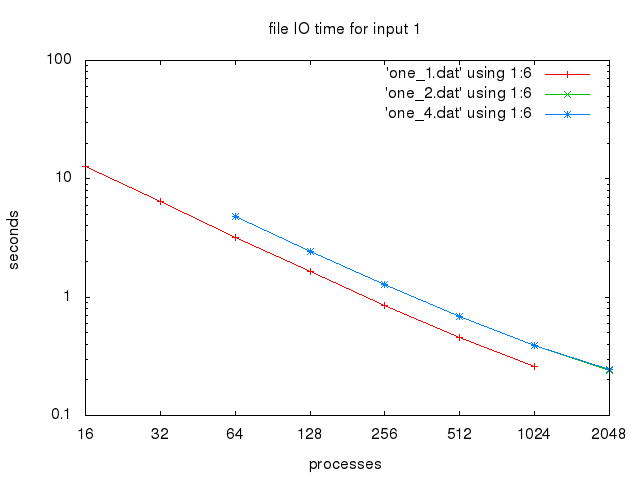 file IO time for input 1
100
10
1
0.1
seconds
'one_1.dat' using 1:6
'one_2.dat' using 1:6
'one_4.dat' using 1:6
16 32 64 128 256 512 1024 2048
processes